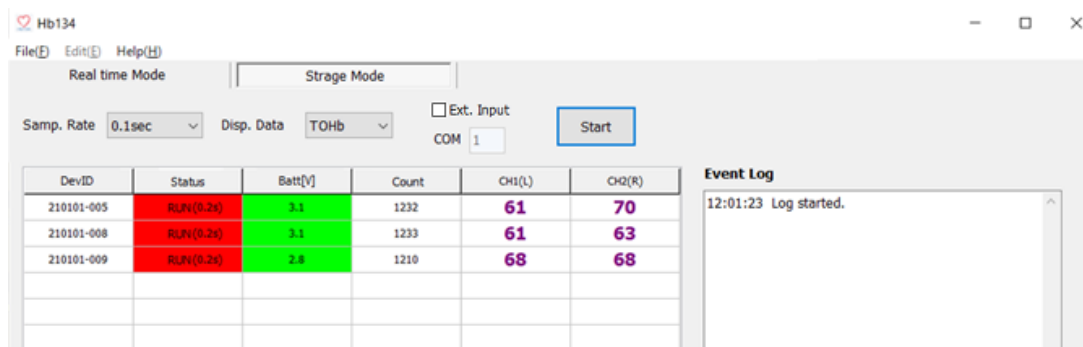 Hb134
File(F) Edit(E) Help(H)
Real time Mode Strage Mode
Ext. Input
Samp. Rate 0.1sec Disp. Data TOHb Start
COM 1
Event Log
DevID Status Batt[V] Count CH1(L) CH2(R)
12:01:23 Log started.
210101-005 RUN(0.2s) 3.1 1232 61 70
210101-008 RUN(0.2s) 3.1 1233 61 63
210101-009 RUN(0.2s) 2.8 1210 68 68